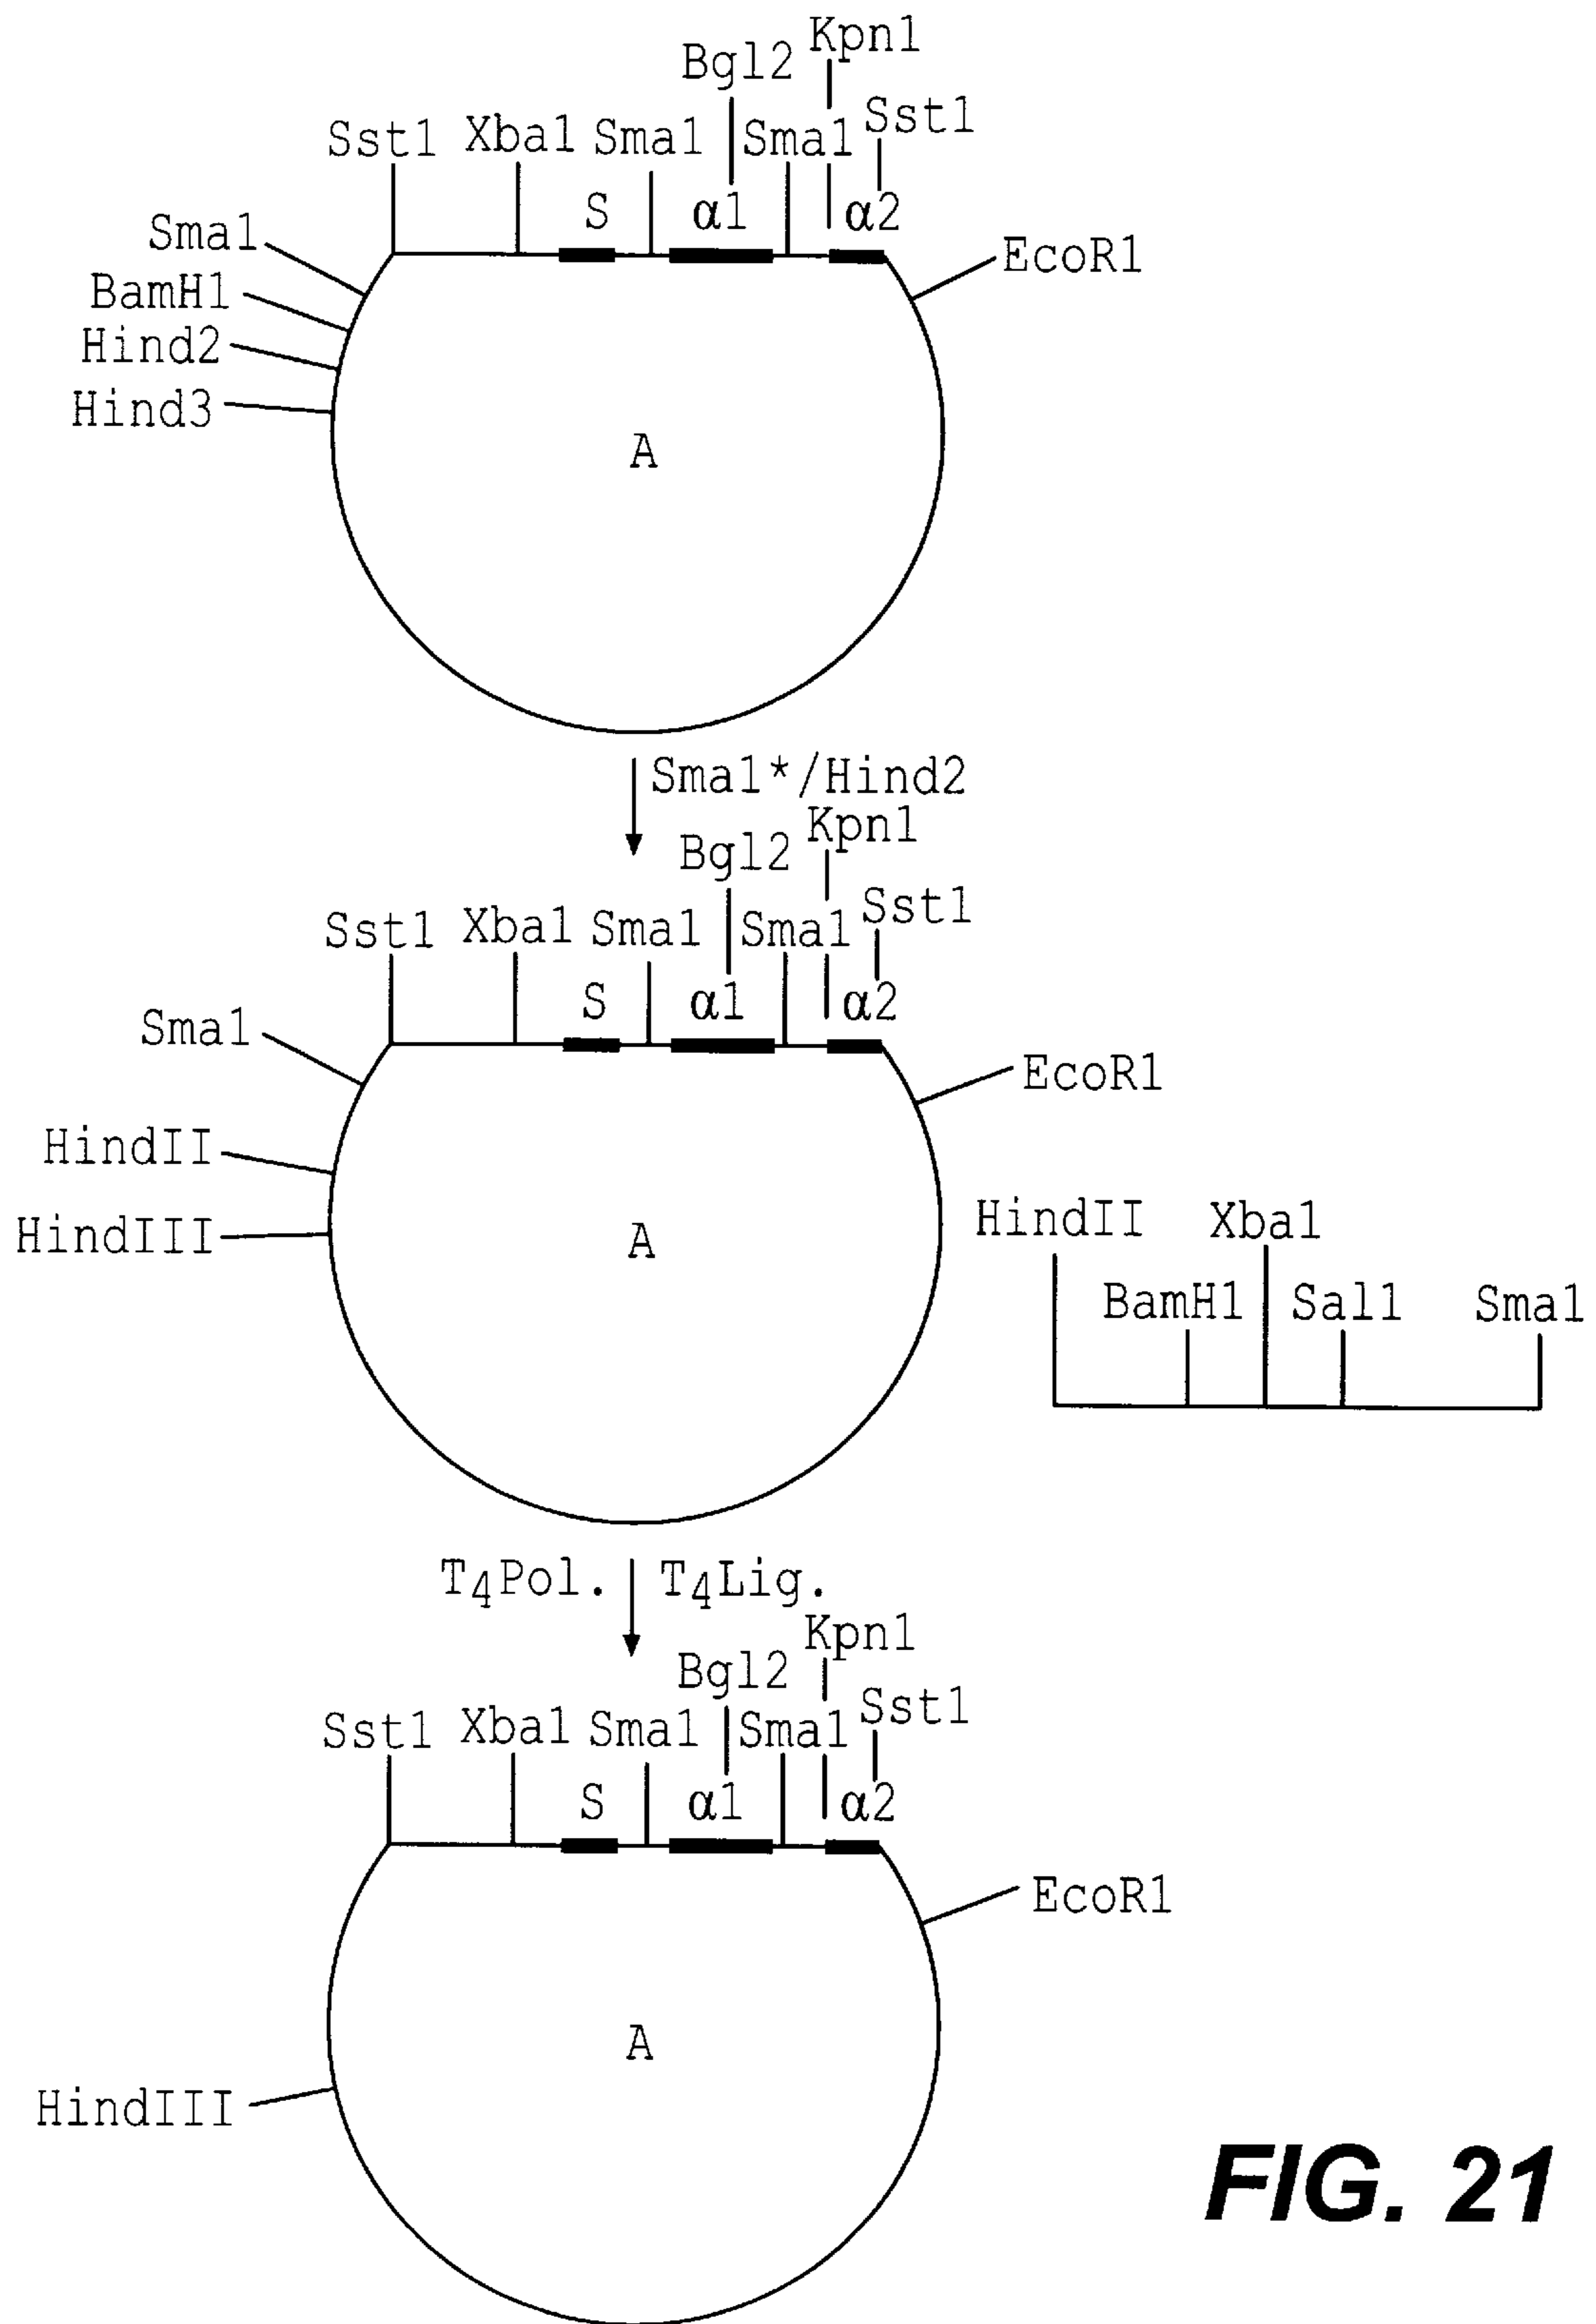 Kpn1
Bgl2
Sst1
Xba1
Sma1
Sma1
Sst1
S
α1
α2
Sma1
BamH1
Hind2
Hind3
EcoR1
A
Sma1*/Hind2
Kpn1
Bgl2
Sst1
Xba1
Sma1
Sma1
Sst1
S
α1
α2
Sma1
EcoR1
HindII
HindIII
A
HindII
Xba1
BamH1
Sal1
Sma1
T4Pol.
T4Lig.
Kpn1
Bgl2
Sst1
Xba1
Sma1
Sma1
Sst1
S
α1
α2
EcoR1
A
HindIII
FIG. 21